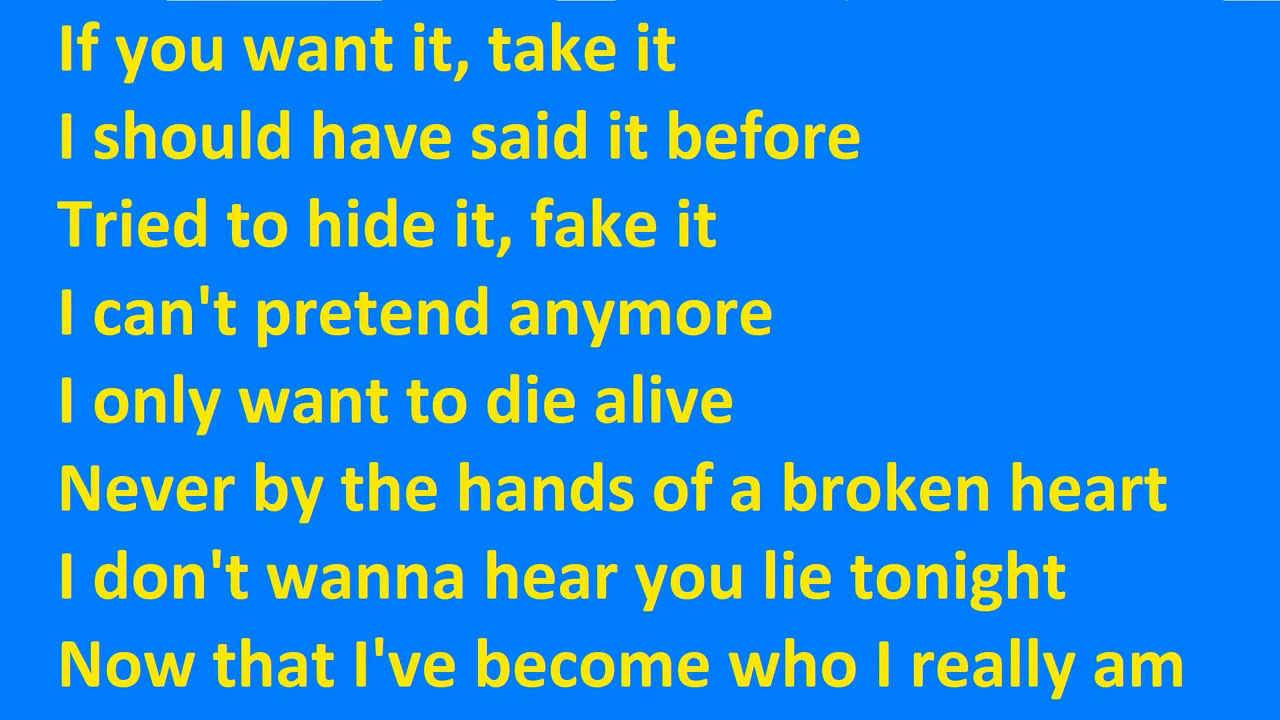 If you want it, take it
I should have said it before
Tried to hide it, fake it
I can't pretend anymore
I only want to die alive
Never by the hands of a broken heart
I don't wanna hear you lie tonight
Now that I've become who I really am